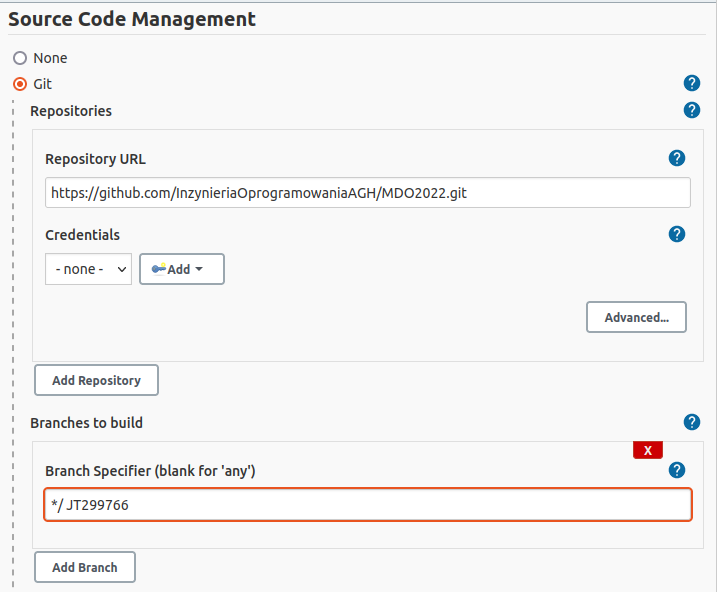 Source Code Management
None
Git
?
Repositories
?
Repository URL
?
https://github.com/InzynieriaOprogramowaniaAGH/MDO2022.git
Credentials
?
- none -
Add
Advanced...
Add Repository
Branches to build
?
X
Branch Specifier (blank for 'any')
?
*/ JT299766
Add Branch